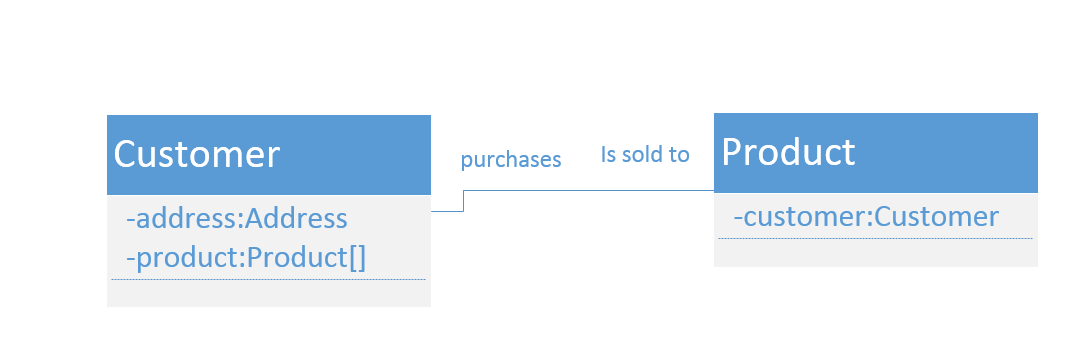 Customer
-address:Address
-product:Product[]
purchases
Is sold to
Product
-customer:Customer